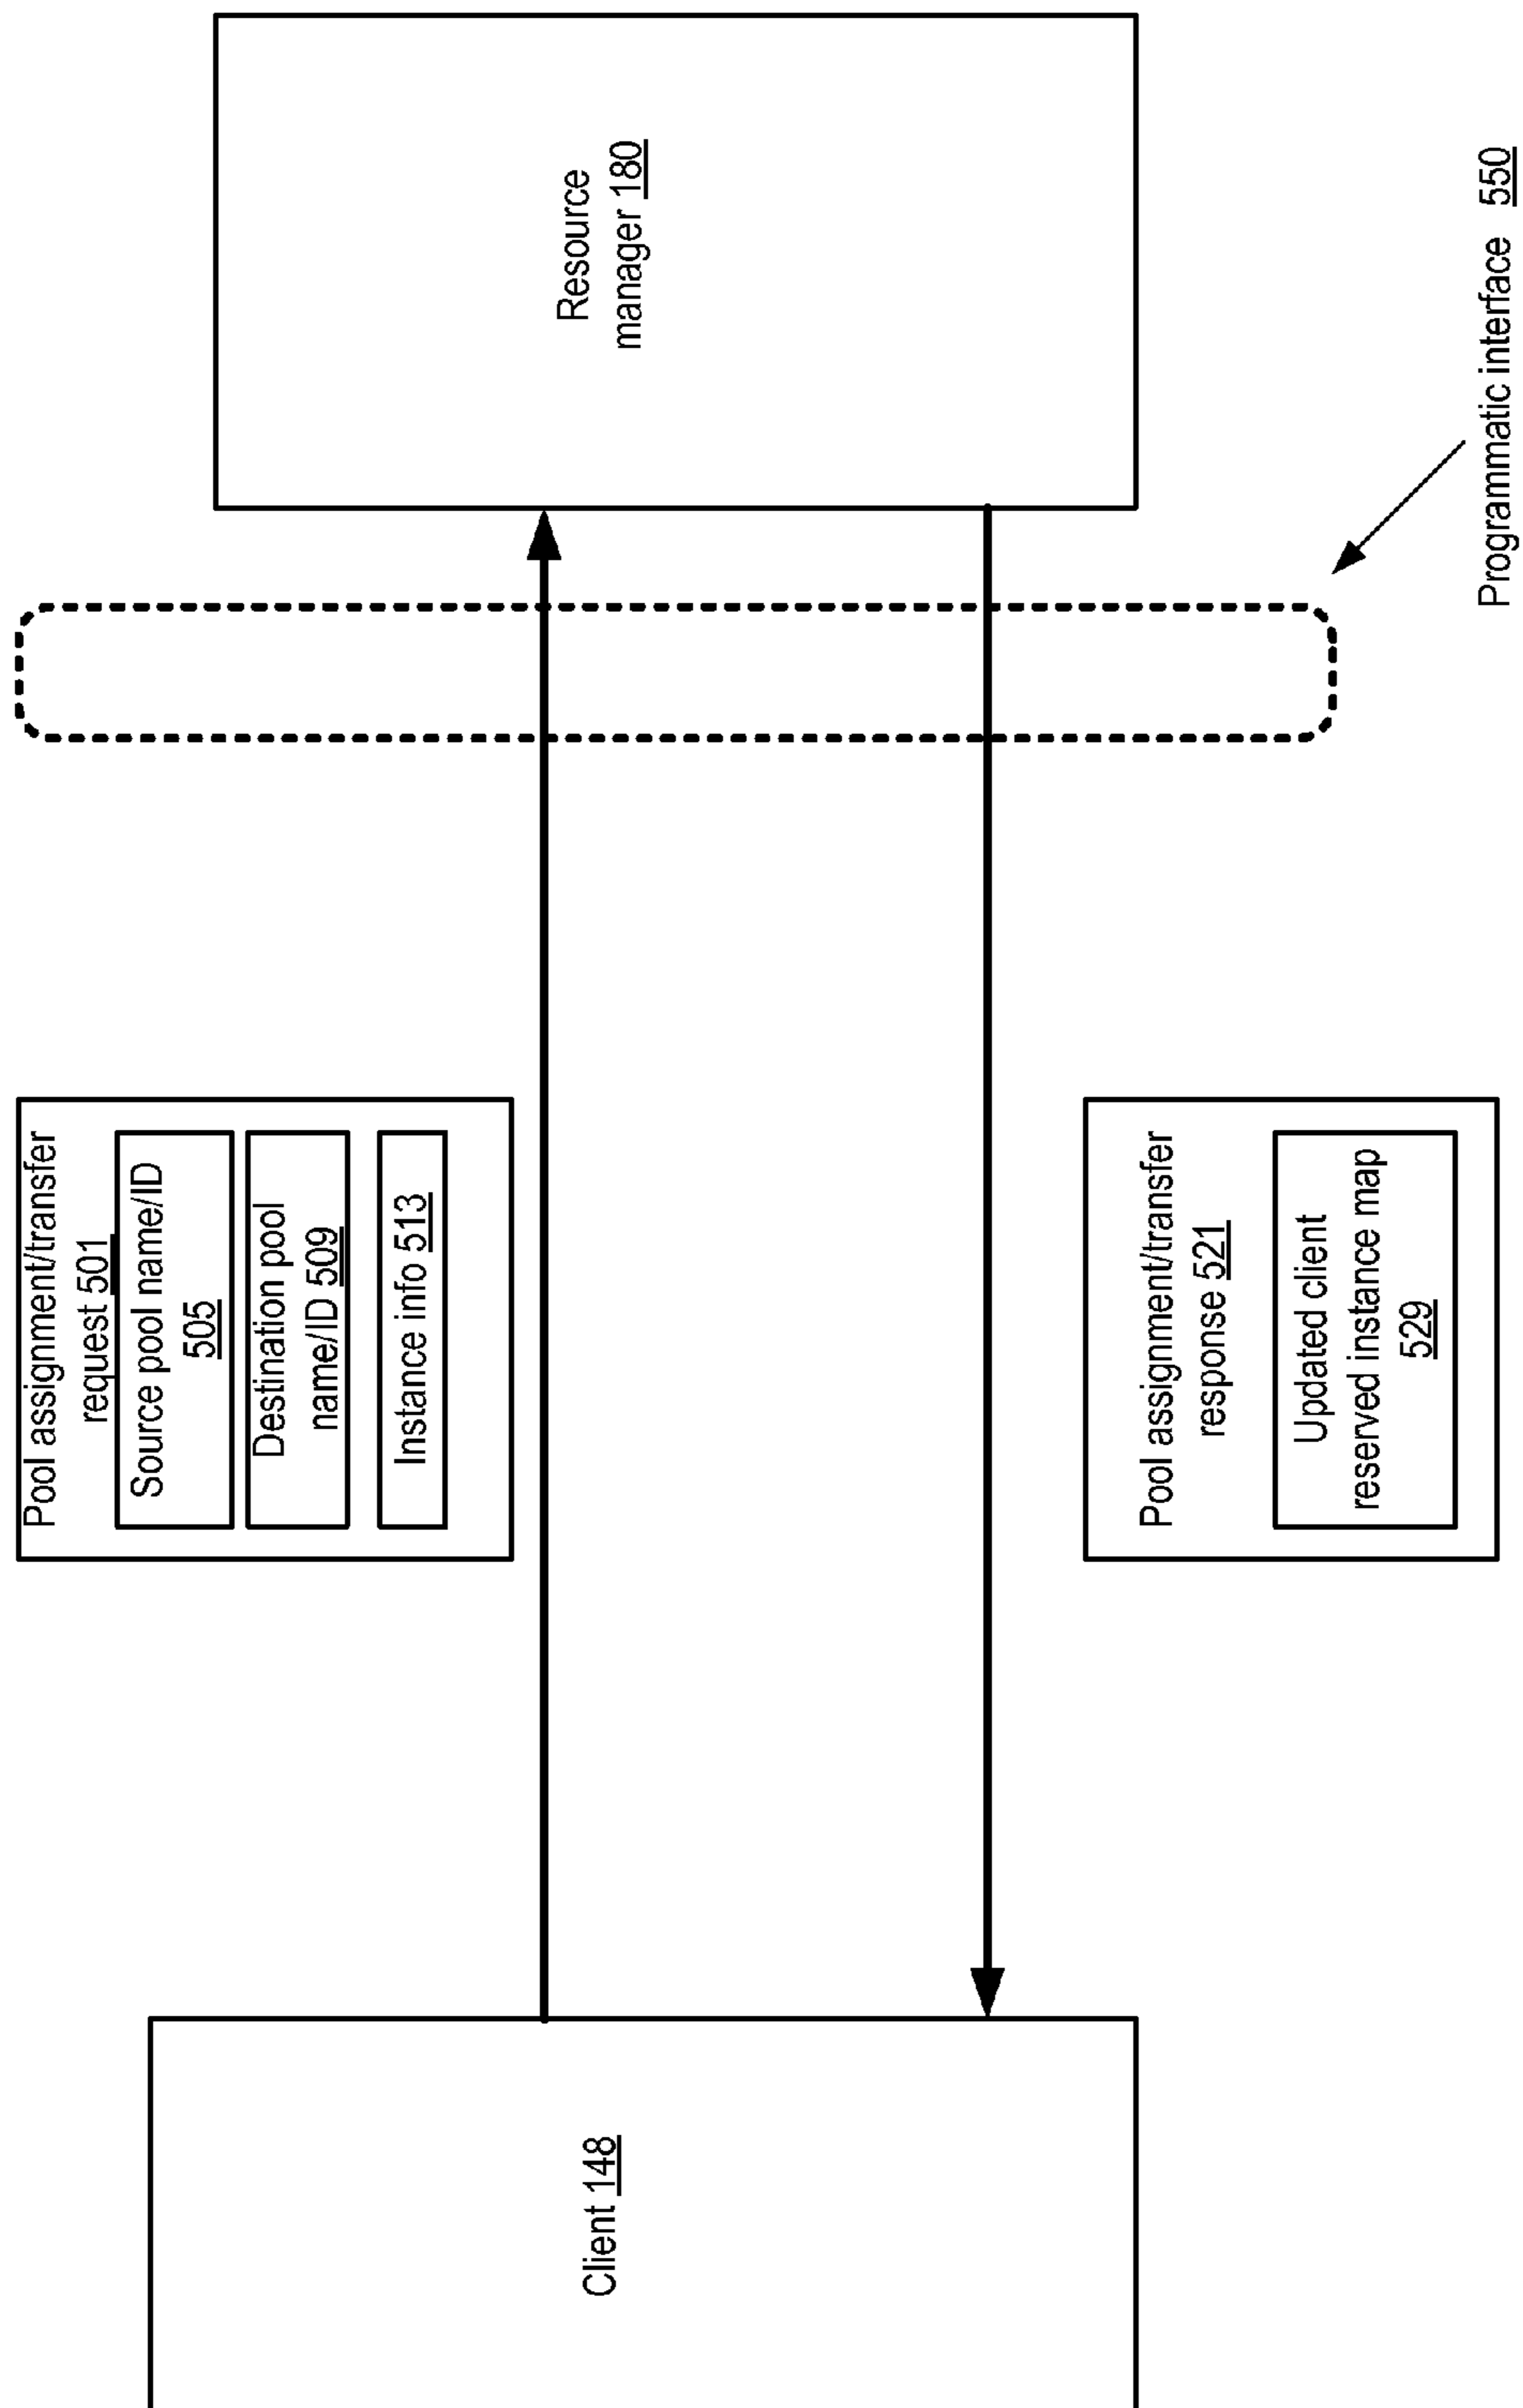 Pool assignment/transfer
request 501
Source pool name/ID
505
Destination pool
name/ID 509
Instance info 513
Client 148
Resource
manager 180
Pool assignment/transfer
response 521
Updated client
reserved instance map
529
Programmatic interface 550